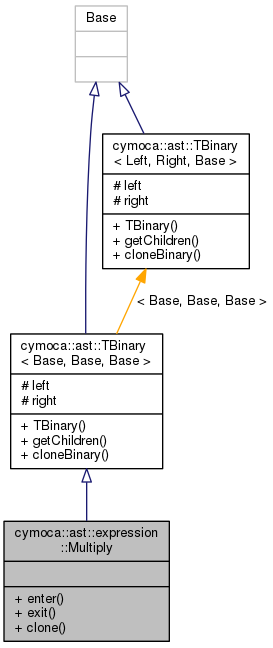 Base
cymoca::ast::TBinary
< Left, Right, Base >
# left
# right
+ TBinary()
+ getChildren()
+ cloneBinary()
< Base, Base, Base >
cymoca::ast::TBinary
< Base, Base, Base >
# left
# right
+ TBinary()
+ getChildren()
+ cloneBinary()
cymoca::ast::expression
::Multiply
+ enter()
+ exit()
+ clone()